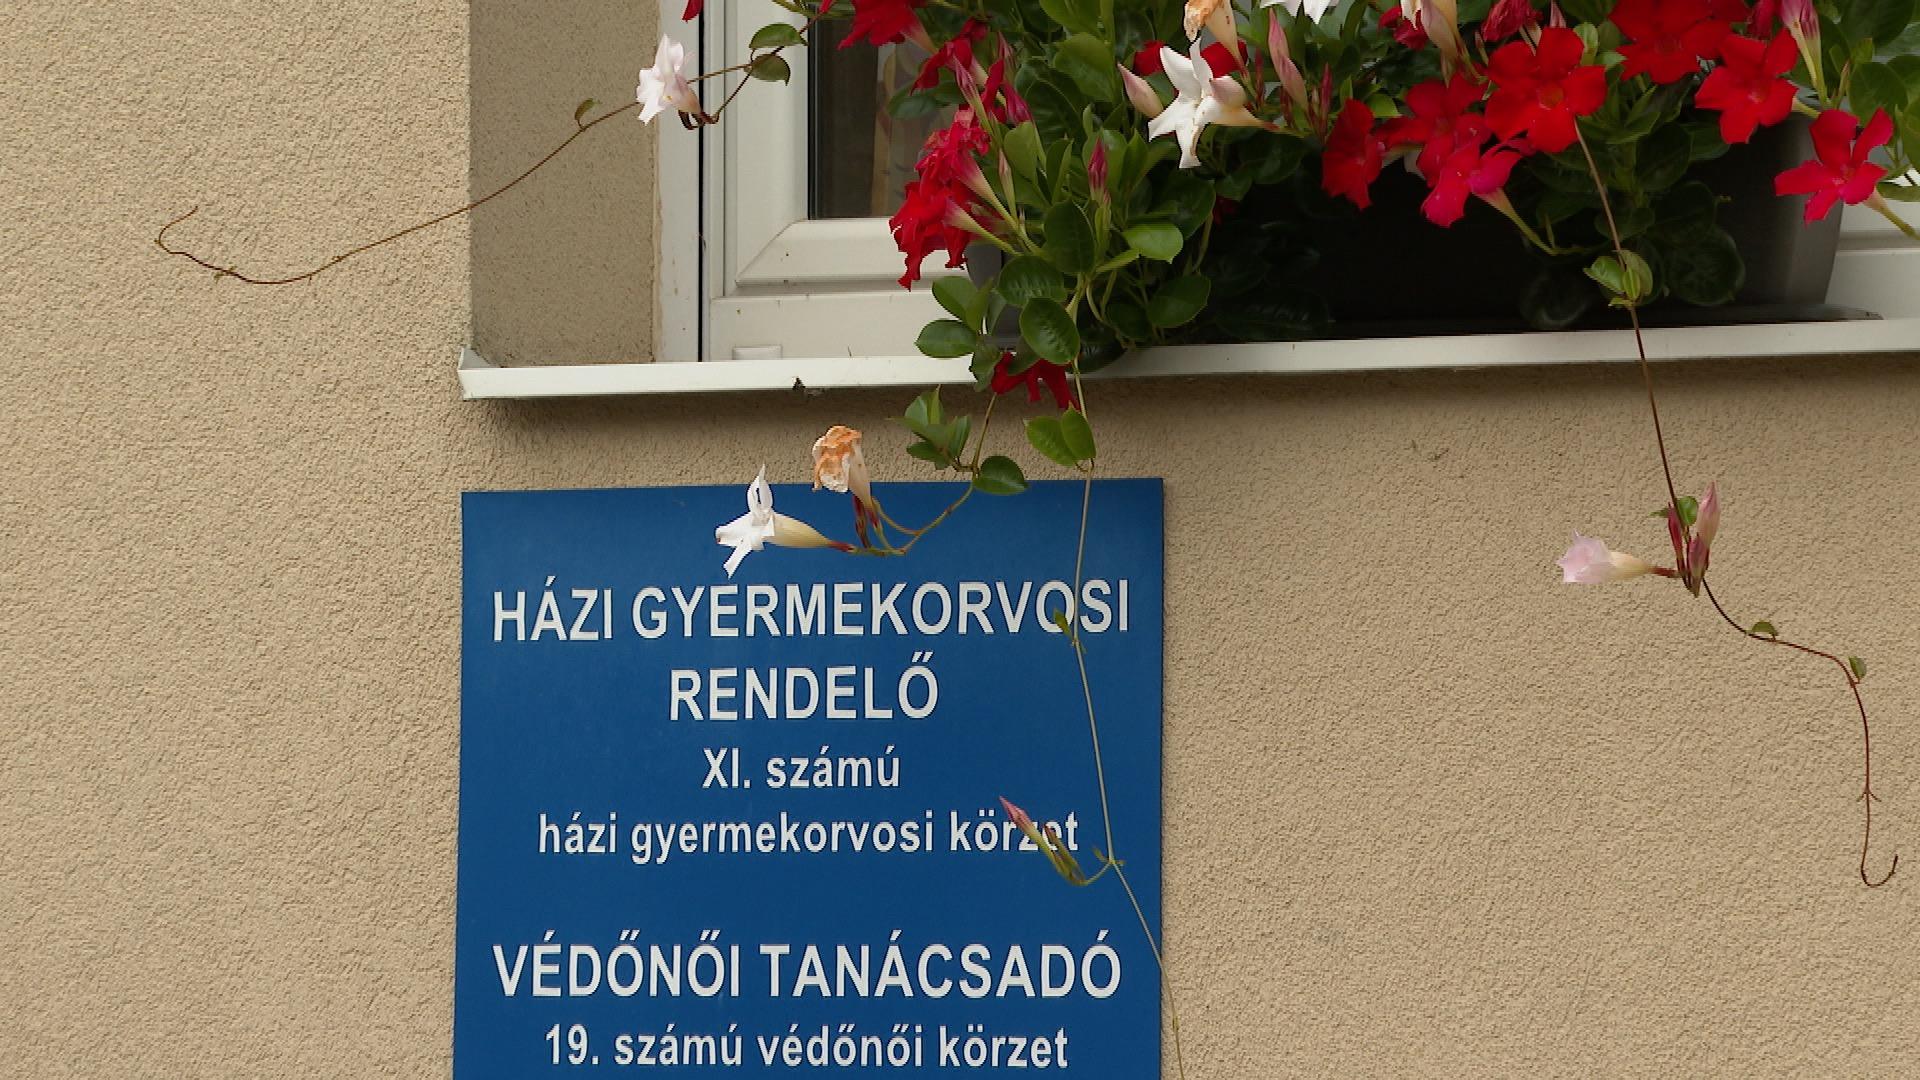 HÁZI GYERMEKORVOSI
RENDELŐ
XI. számú
házi gyermekorvosi körzet
VÉDŐNŐI TANÁCSADÓ
19. számú védőnői körzet